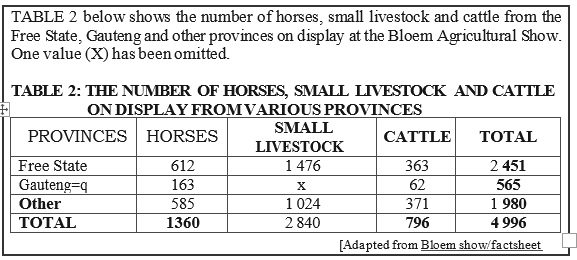 TABLE 2 below shows the number of horses, small livestock and cattle from the
Free State, Gauteng and other provinces on display at the Bloem Agricultural Show.
One value (X) has been omitted.
TABLE 2: THE NUMBER OF HORSES, SMALL LIVESTOCK AND CATTLE
ON DISPLAY FROM VARIOUS PROVINCES
PROVINCES HORSES SMALL LIVESTOCK CATTLE TOTAL
Free State 612 1 476 363 2 451
Gauteng=q 163 x 62 565
Other 585 1 024 371 1 980
TOTAL 1360 2 840 796 4 996
[Adapted from Bloem show/factsheet